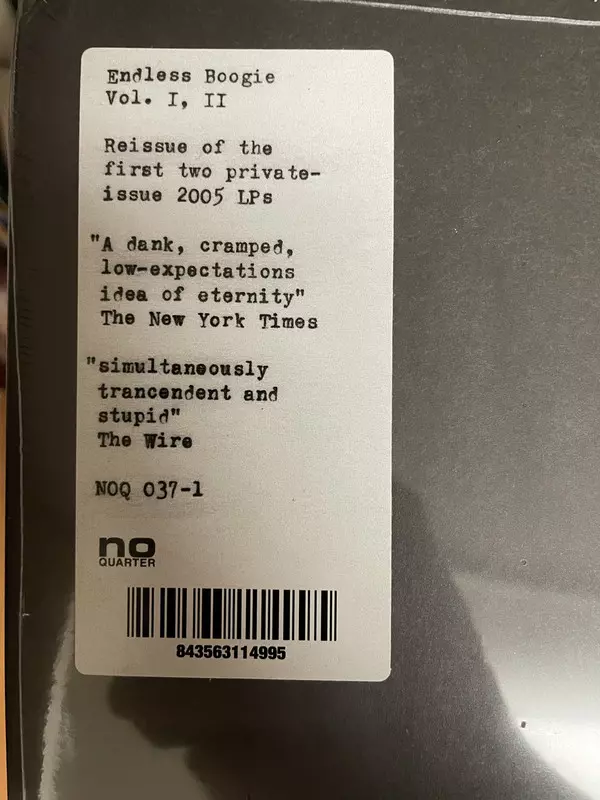 Endless Boogie
Vol. I, II
Reissue of the
first two private-
issue 2005 LPs
"A dank, cramped,
low-expectations
idea of eternity"
The New York Times
"simultaneously
trancendent and
stupid"
The Wire
NOQ 037-1
no
QUARTER
843563114995